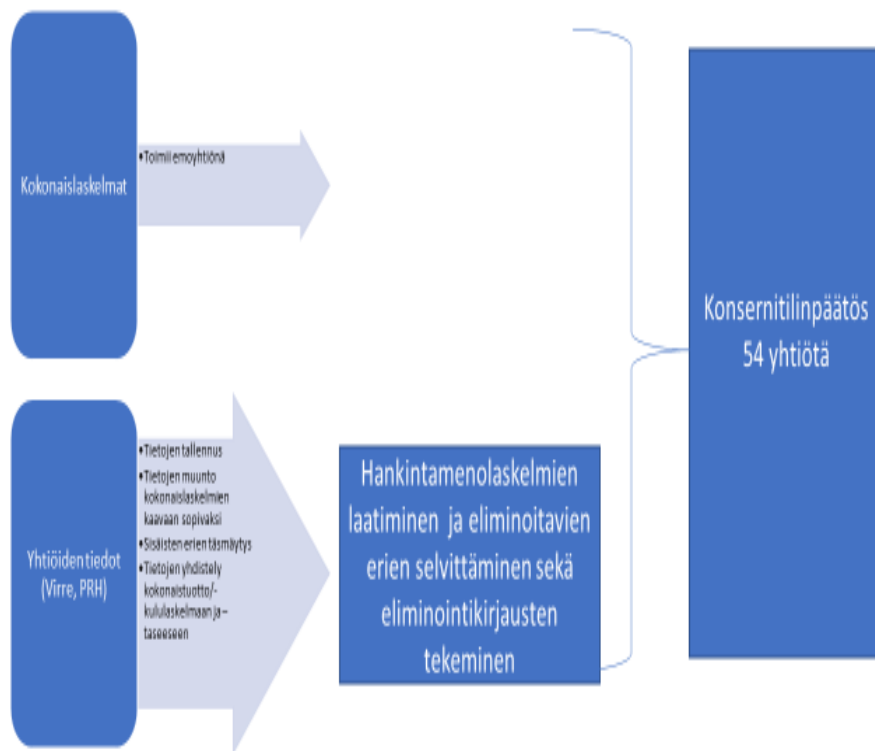 Kokonaislaskelmat
•Toimii emoyhtiönä
Yhtiöiden tiedot
(Virre, PRH)
•Tietojen tallennus
•Tietojen muunto
kokonaislaskelmien
kaavaan sopivaksi
•Sisäisten erien täsmäytys
•Tietojen yhdistely
kokonaistuotto/-
kululaskelmaan ja –
taseeseen
Hankintamenolaskelmien
laatiminen ja eliminoitavien
erien selvittäminen sekä
eliminointikirjausten
tekeminen
Konsernitilinpäätös
54 yhtiötä